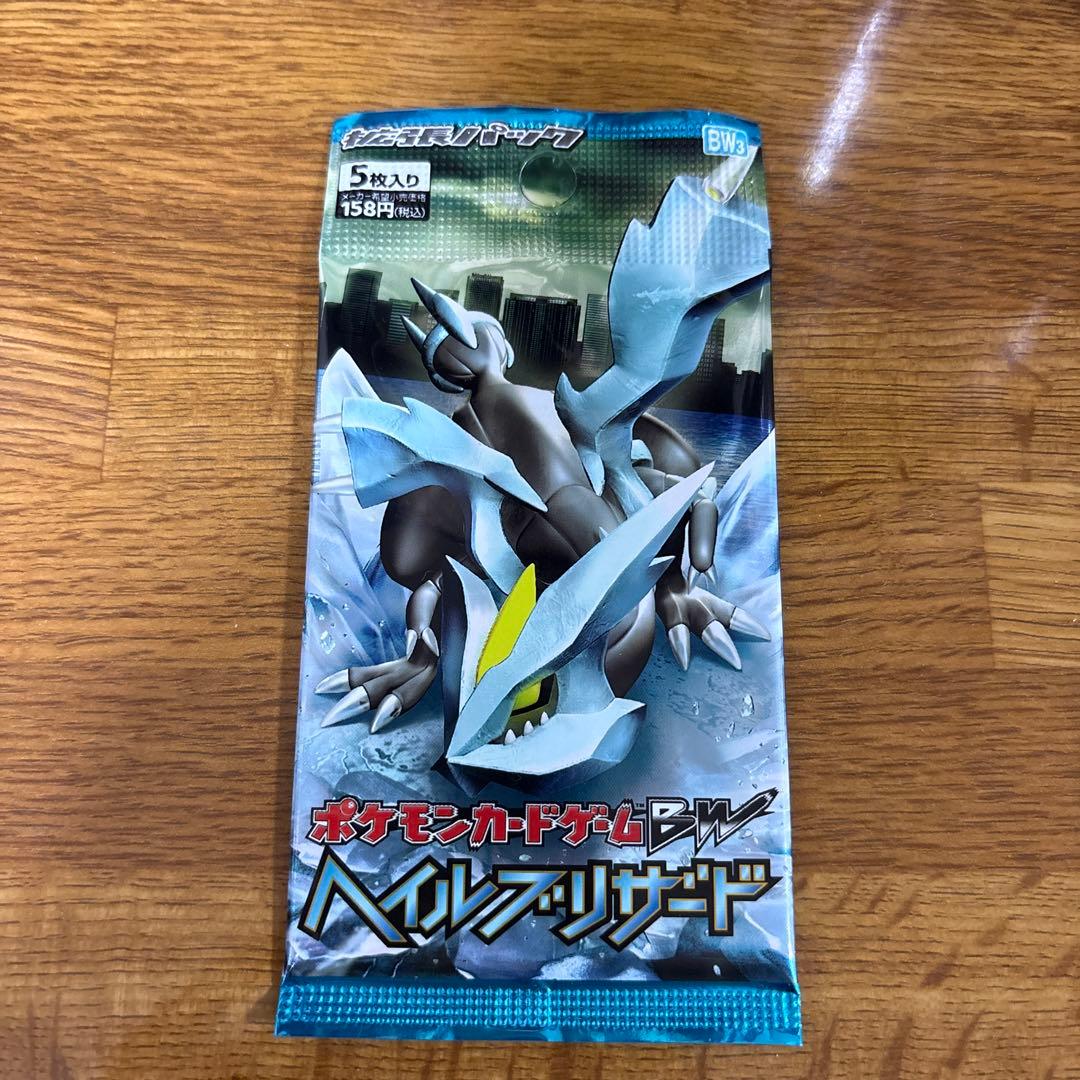 拡張パック
BW3
5枚入り
メーカー希望小売価格
158円(税込)
ポケモンカードゲームBW
™
ヘイルブリザード